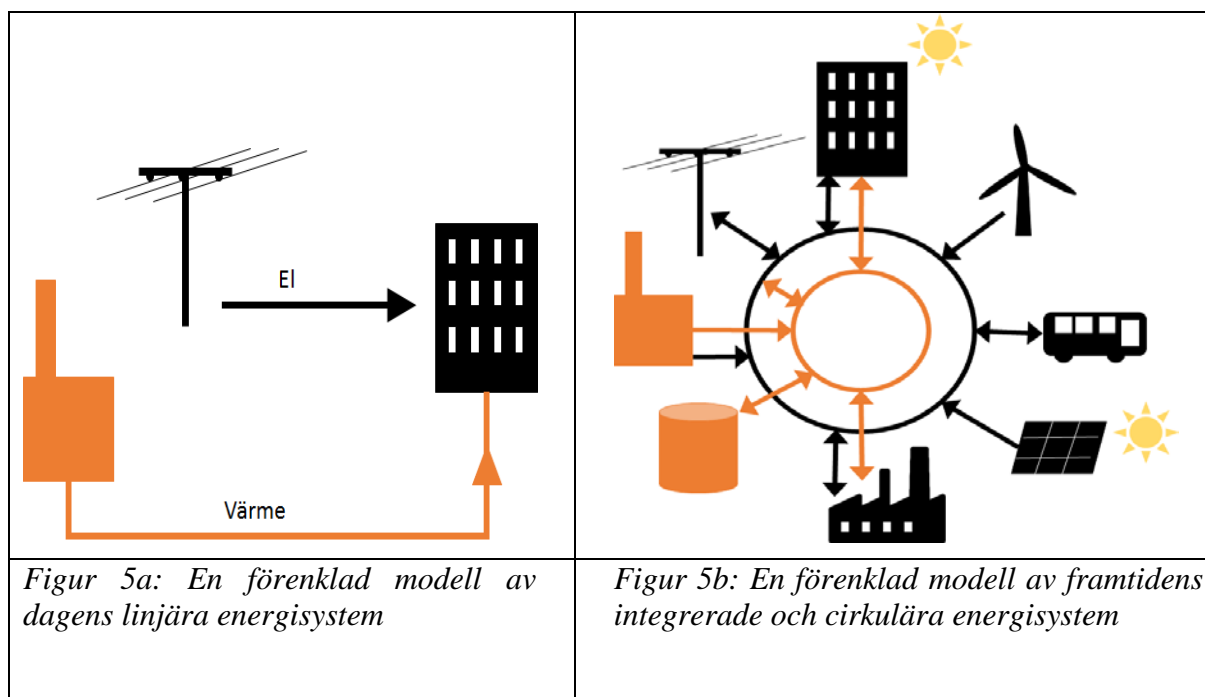 El
Värme
Figur 5a: En förenklad modell av
dagens linjära energisystem
Figur 5b: En förenklad modell av framtidens
integrerade och cirkulära energisystem